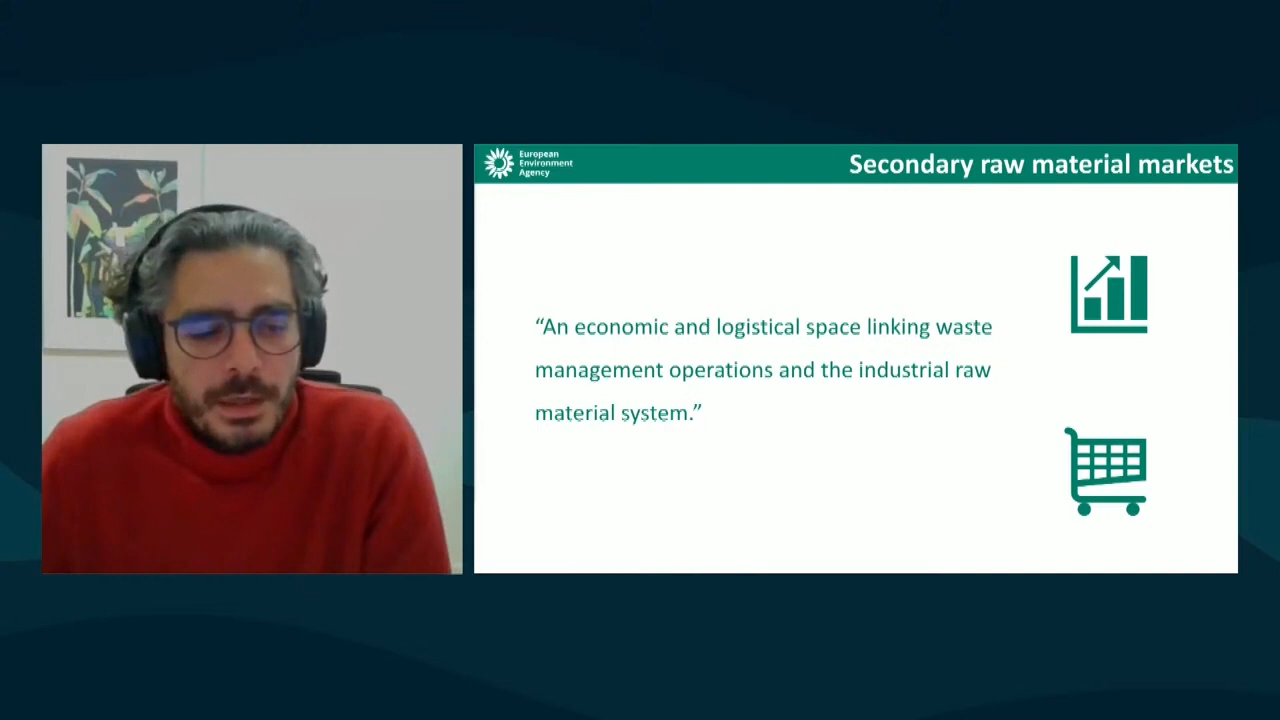 European
Environment
Agency
Secondary raw material markets
“An economic and logistical space linking waste
management operations and the industrial raw
material system.”